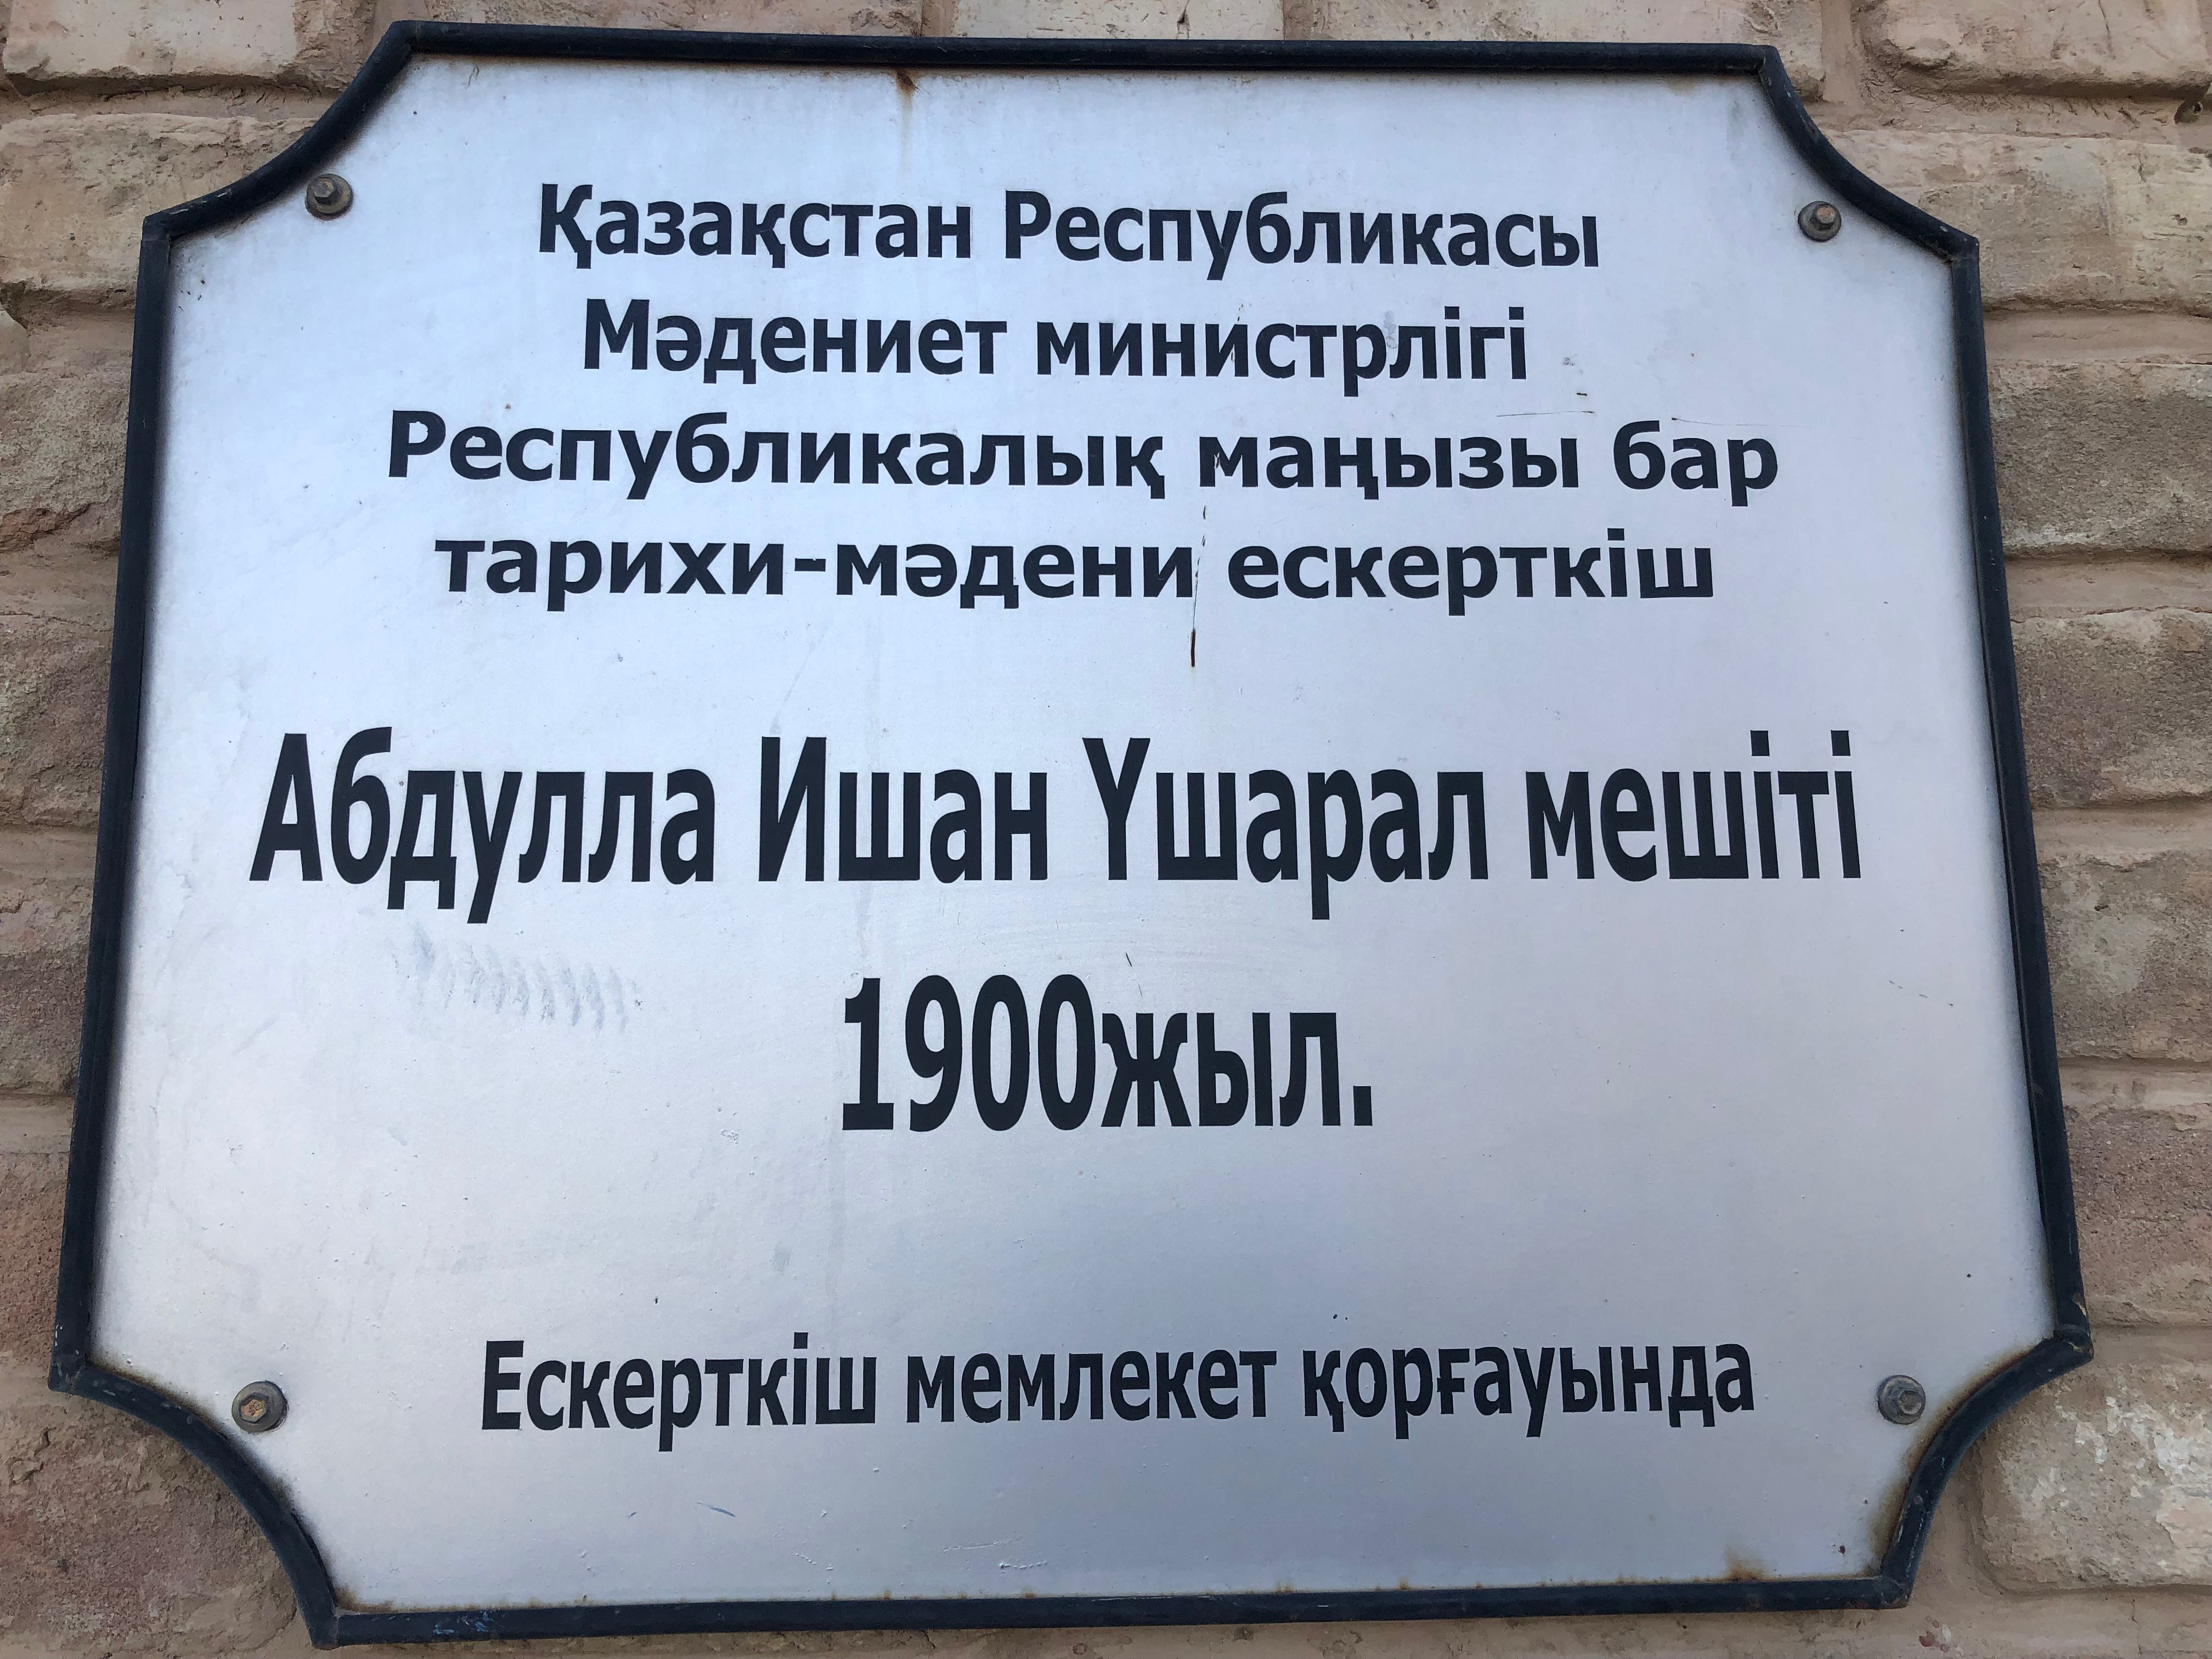 Қазақстан Республикасы
Мәдениет министрлігі
Республикалық маңызы бар
тарихи-мәдени ескерткіш
Абдулла Ишан Үшарал мешіті
1900жыл.
Ескерткіш мемлекет қорғауында